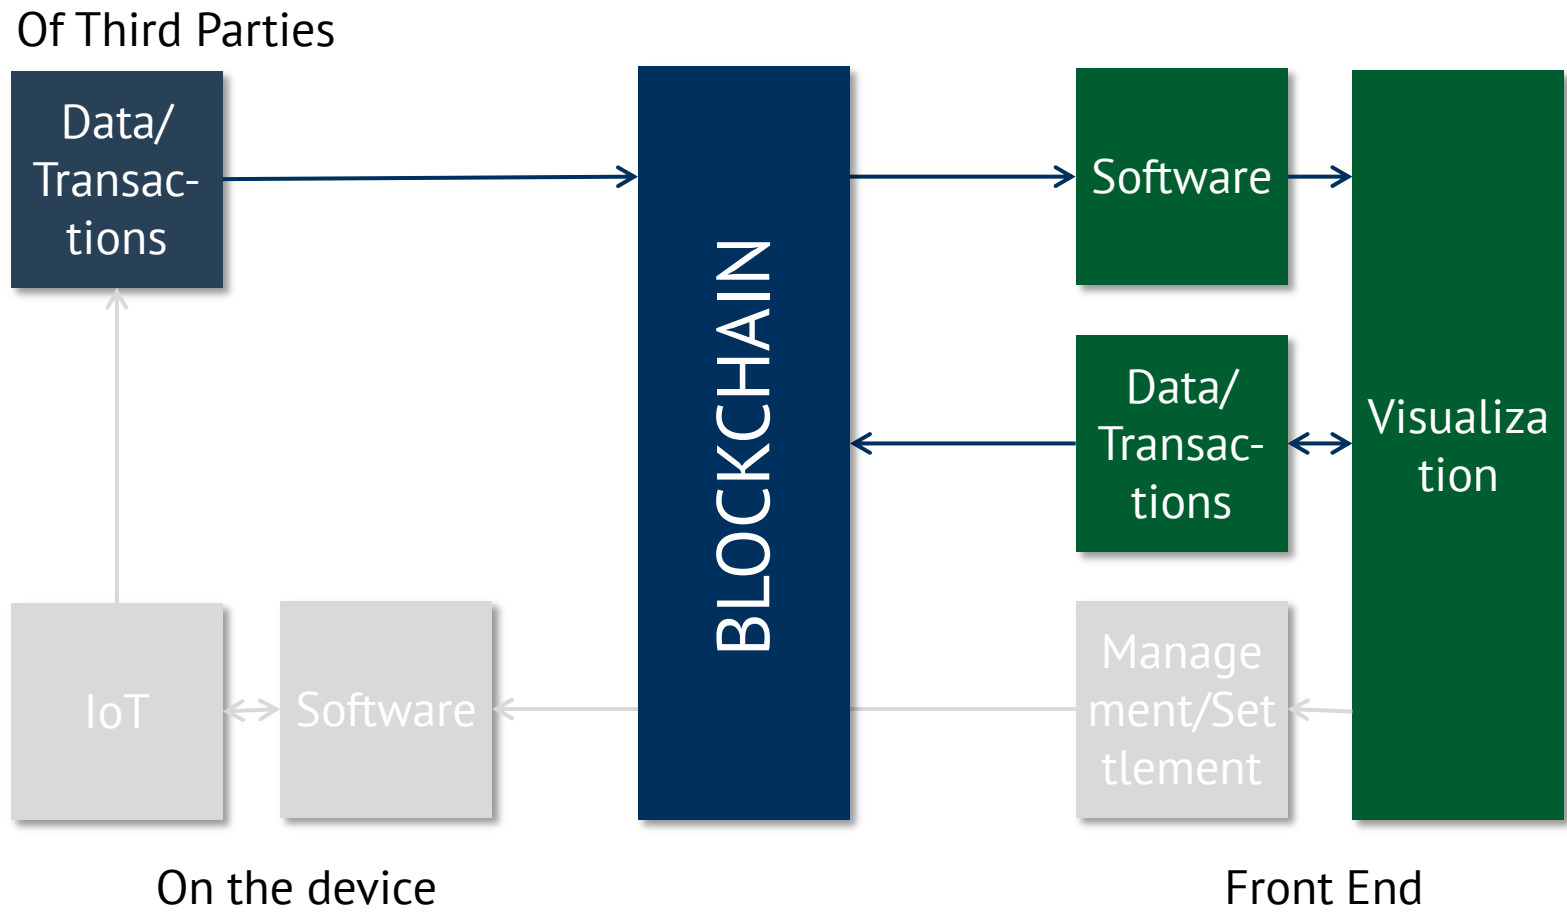 Of Third Parties
Data/
Transac-
tions
BLOCKCHAIN
Software
Data/
Transac-
tions
Visualiza
tion
IoT
Software
Manage
ment/Set
tlement
On the device
Front End